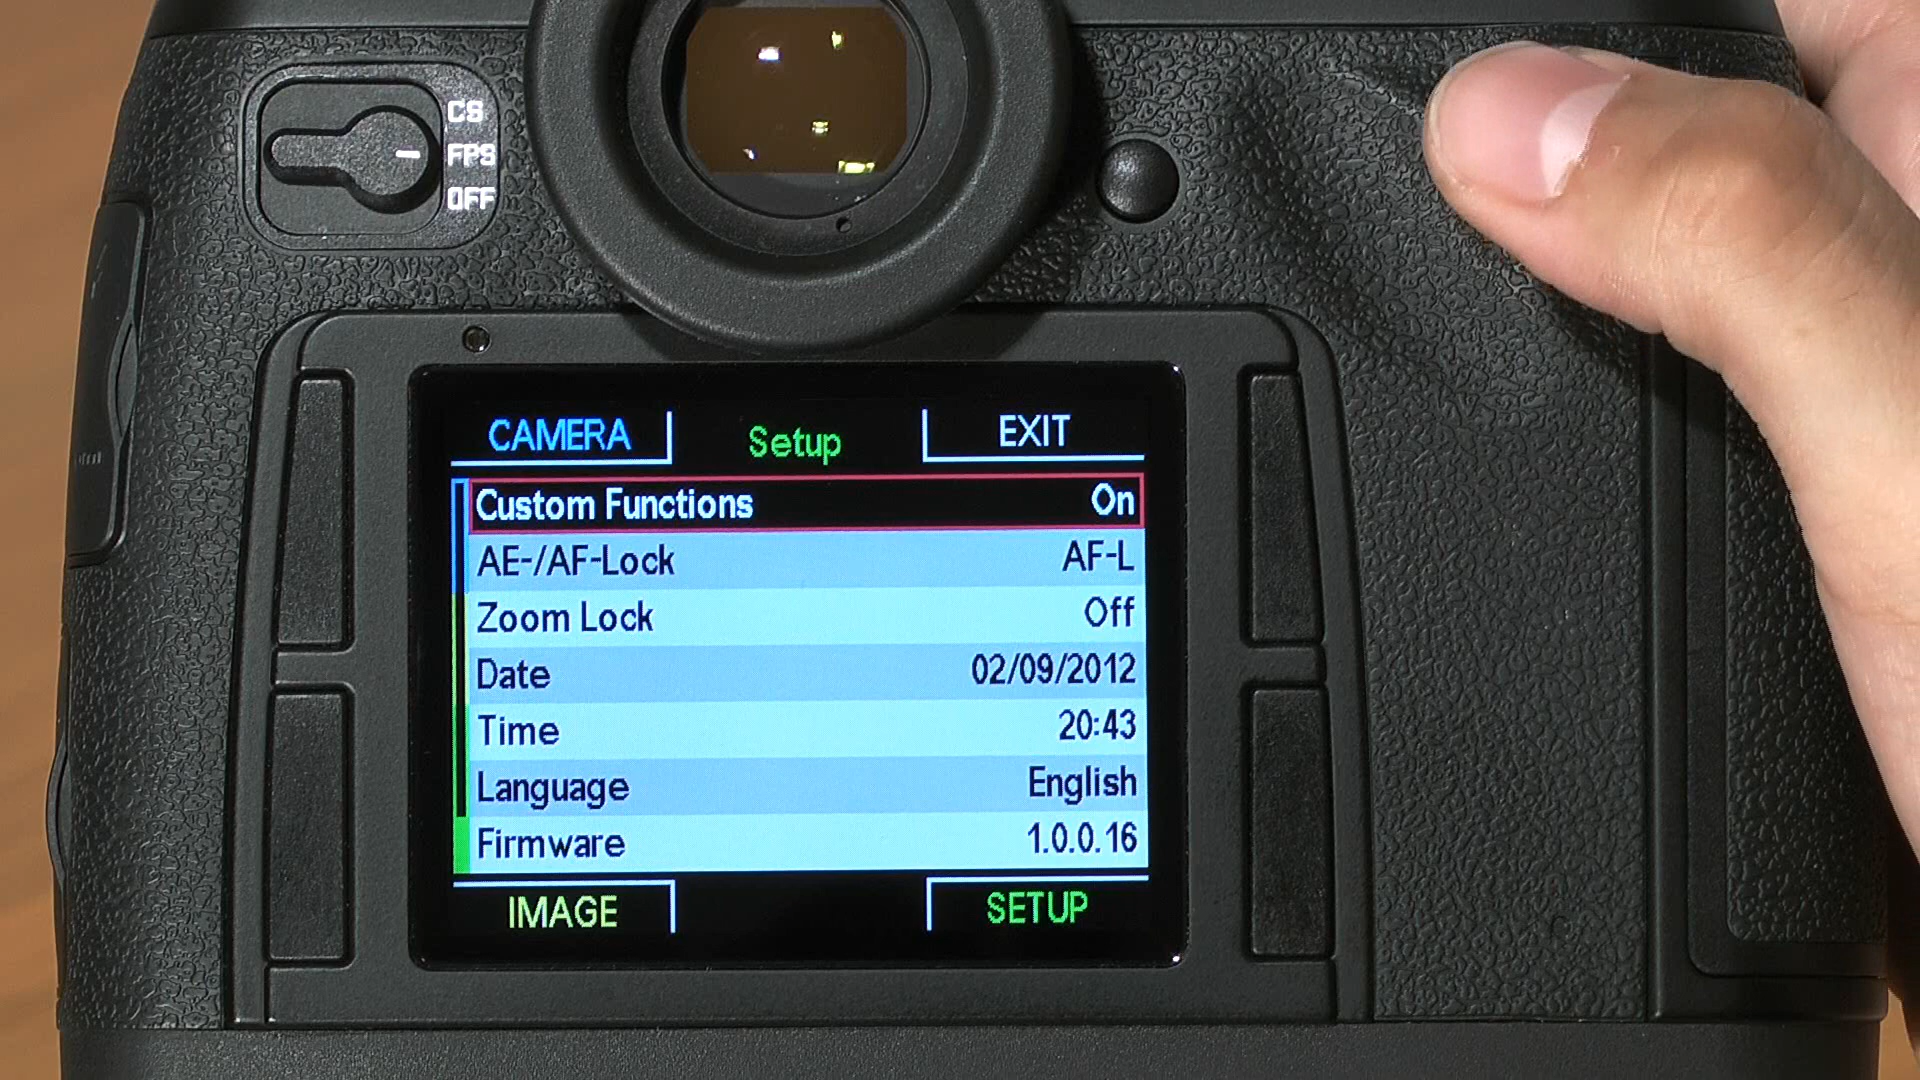 CS
FPS
OFF
CAMERA Setup EXIT
Custom Functions On
AE-/AF-Lock AF-L
Zoom Lock Off
Date 02/09/2012
Time 20:43
Language English
Firmware 1.0.0.16
IMAGE SETUP